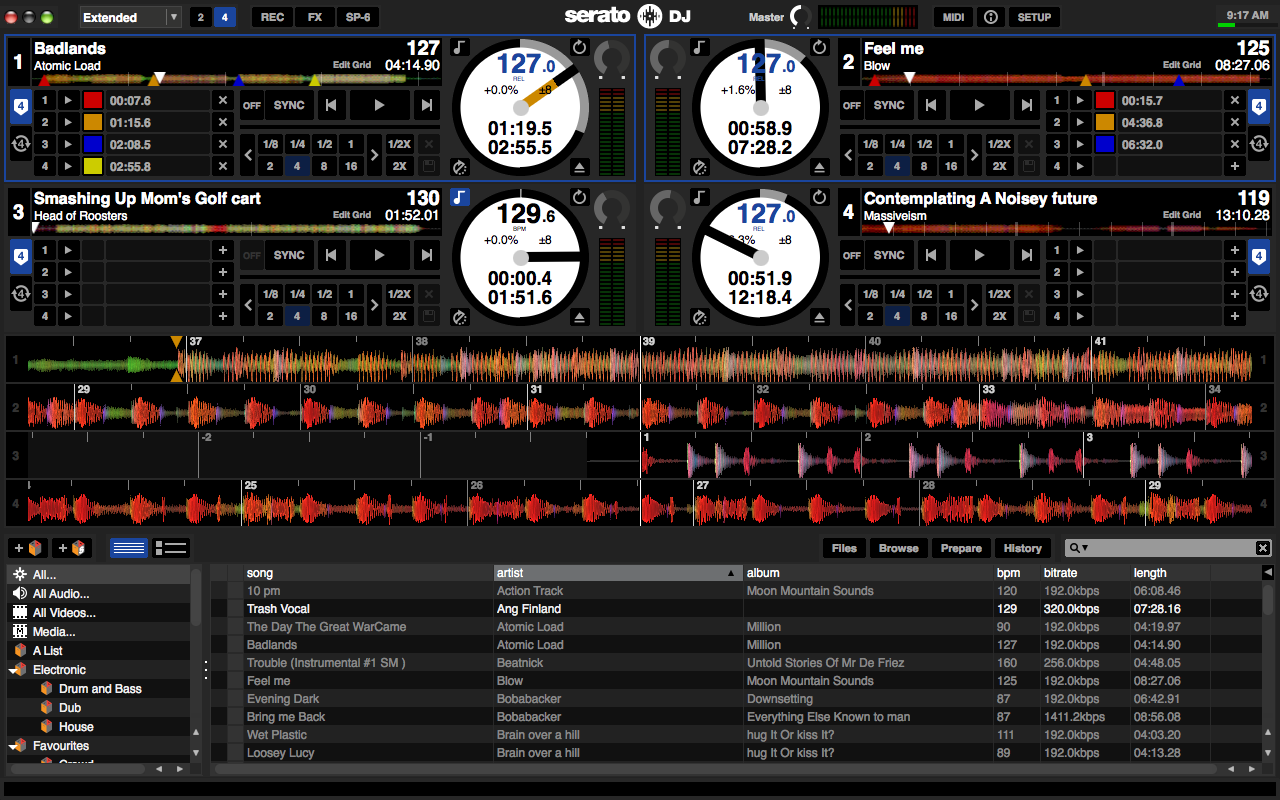 Extended 2 4 REC FX SP-6 serato DJ Master MIDI SETUP 9:17 AM
1 Badlands 127
Atomic Load Edit Grid 04:14.90
4 1 00:07.6
2 01:15.6
4 3 02:08.5
4 02:55.8
OFF SYNC
1/8 1/4 1/2 1 1/2X
2 4 8 16 2X
127.0
REL
+0.0% ±8
01:19.5
02:55.5
2 Feel me 125
Blow Edit Grid 08:27.06
127.0
REL
+1.6% ±8
00:58.9
07:28.2
OFF SYNC
1/8 1/4 1/2 1 1/2X
2 4 8 16 2X
1 00:15.7 4
2 04:36.8
3 06:32.0 4
4
3 Smashing Up Mom's Golf cart 130
Head of Roosters Edit Grid 01:52.01
4 1
2
4 3
4
OFF SYNC
1/8 1/4 1/2 1 1/2X
2 4 8 16 2X
129.6
BPM
+0.0% ±8
00:00.4
01:51.6
4 Contemplating A Noisey future 119
Massiveism Edit Grid 13:10.28
127.0
REL
±8
00:51.9
12:18.4
OFF SYNC
1/8 1/4 1/2 1 1/2X
2 4 8 16 2X
1 4
2
3 4
4
37 38 39 40 41
1 1
29 30 31 32 33 34
2 2
-2 -1 1 2 3
3 3
25 26 27 28 29
4 4
Files Browse Prepare History
All...
All Audio...
All Videos...
Media...
A List
Electronic
Drum and Bass
Dub
House
Favourites
song artist album bpm bitrate length
10 pm Action Track Moon Mountain Sounds 120 192.0kbps 06:08.46
Trash Vocal Ang Finland 129 320.0kbps 07:28.16
The Day The Great WarCame Atomic Load Million 90 192.0kbps 04:19.97
Badlands Atomic Load Million 127 192.0kbps 04:14.90
Trouble (Instrumental #1 SM ) Beatnick Untold Stories Of Mr De Friez 160 256.0kbps 04:48.05
Feel me Blow Moon Mountain Sounds 125 192.0kbps 08:27.06
Evening Dark Bobabacker Downsetting 87 192.0kbps 06:42.91
Bring me Back Bobabacker Everything Else Known to man 87 1411.2kbps 08:56.08
Wet Plastic Brain over a hill hug It Or kiss It? 111 192.0kbps 04:03.20
Loosey Lucy Brain over a hill hug It Or kiss It? 89 192.0kbps 04:13.28